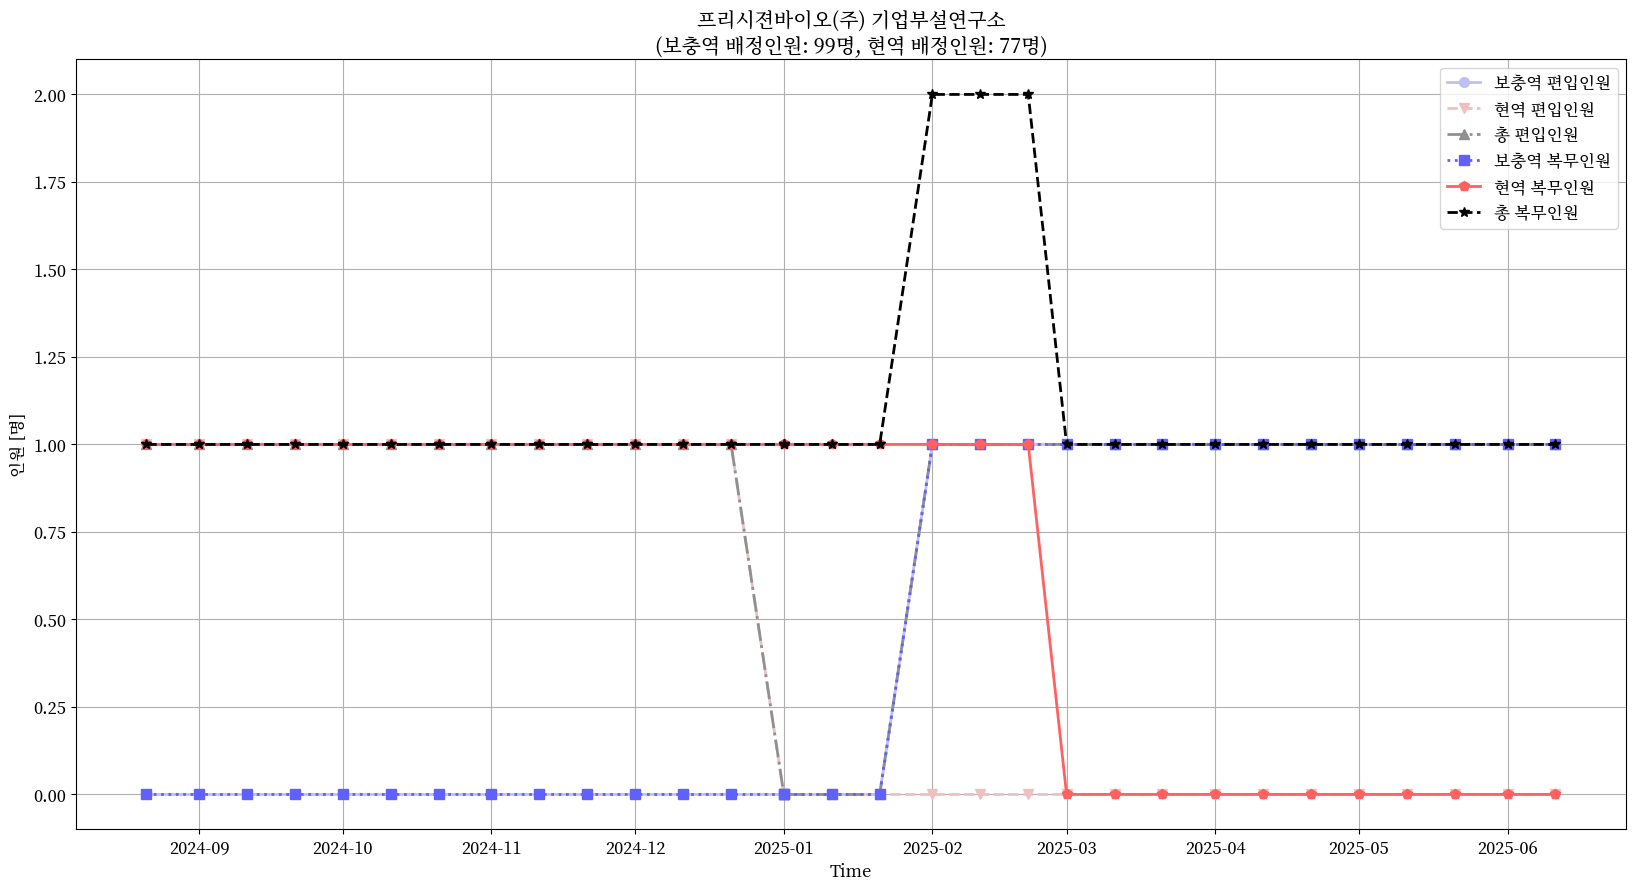 프리시젼바이오(주) 기업부설연구소
(보충역 배정인원: 99명, 현역 배정인원: 77명)
보충역 편입인원
현역 편입인원
총 편입인원
보충역 복무인원
현역 복무인원
총 복무인원
인원 [명]
2.00
1.75
1.50
1.25
1.00
0.75
0.50
0.25
0.00
2024-09
2024-10
2024-11
2024-12
2025-01
2025-02
2025-03
2025-04
2025-05
2025-06
Time